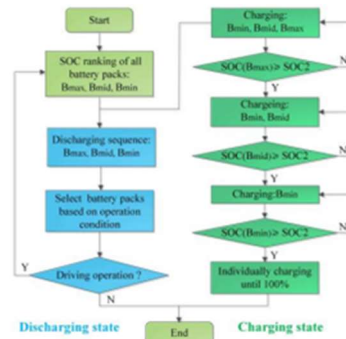 Start
SOC ranking of all
battery packs:
Bmax, Bmid, Bmin
Discharging sequence:
Bmax, Bmid, Bmin
Select battery packs
based on operation
condition
Driving operation ?
Y
N
Discharging state
Charging:
Bmin, Bmid, Bmax
SOC(Bmax)≥ SOC2
N
Y
Chargeing:
Bmin, Bmid
SOC(Bmid)≥ SOC2
N
Y
Charging:Bmin
SOC(Bmin)≥ SOC2
N
Y
Individually charging
until 100%
Charging state
End